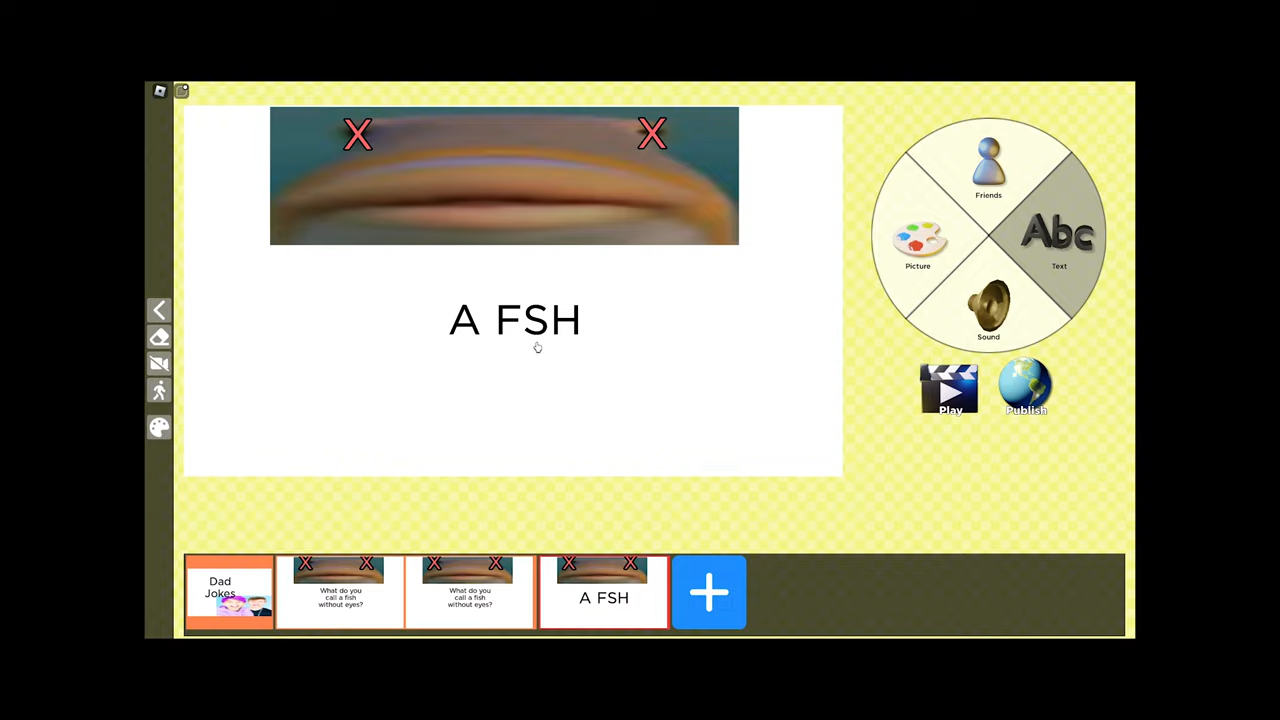 X X
A FSH
Friends
Picture
Abc
Text
Sound
Play
Publish
Dad
Jokes
X X
What do you
call a fish
without eyes?
X X
What do you
call a fish
without eyes?
X X
A FSH